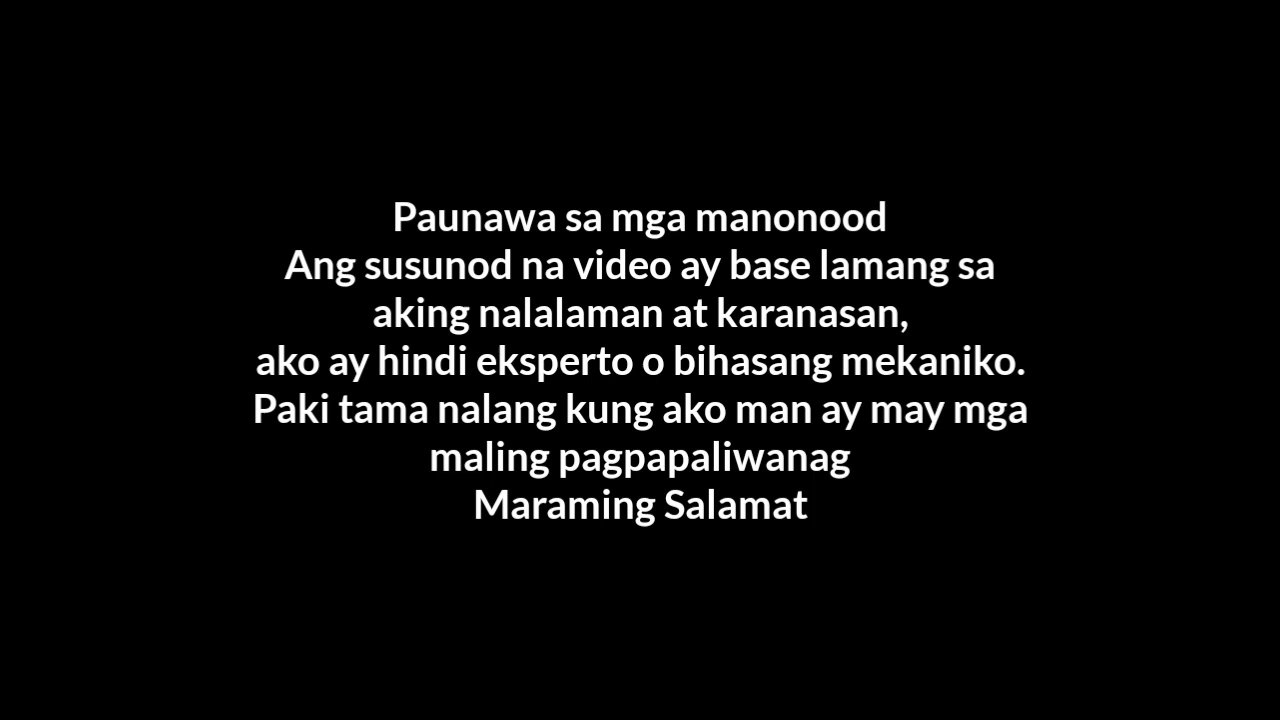 Paunawa sa mga manonood
Ang susunod na video ay base lamang sa
aking nalalaman at karanasan,
ako ay hindi eksperto o bihasang mekaniko.
Paki tama nalang kung ako man ay may mga
maling pagpapaliwanag
Maraming Salamat